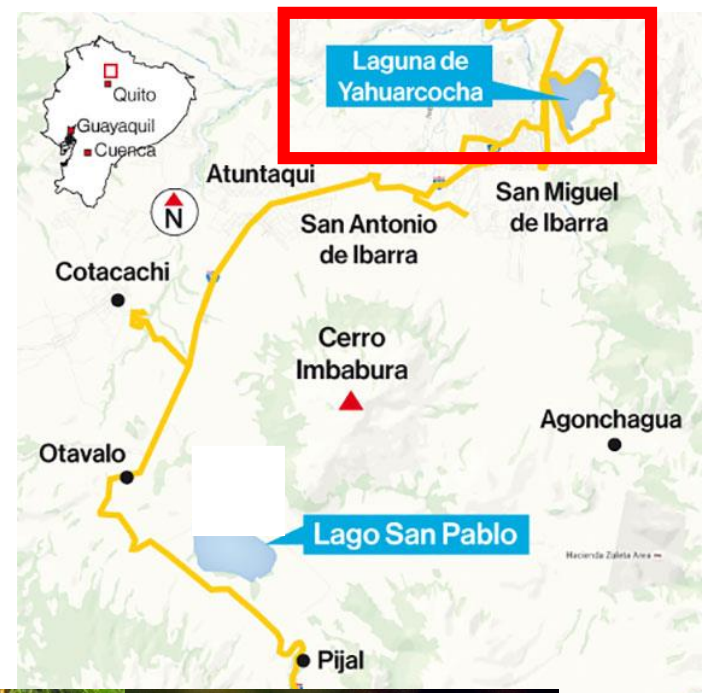 Laguna de
Yahuarcocha
Quito
Guayaquil
Cuenca
N
Atuntaqui
San Miguel
de Ibarra
San Antonio
de Ibarra
Cotacachi
Cerro
Imbabura
Agonchagua
Otavalo
Lago San Pablo
Hacienda Zuleta Area
Pijal